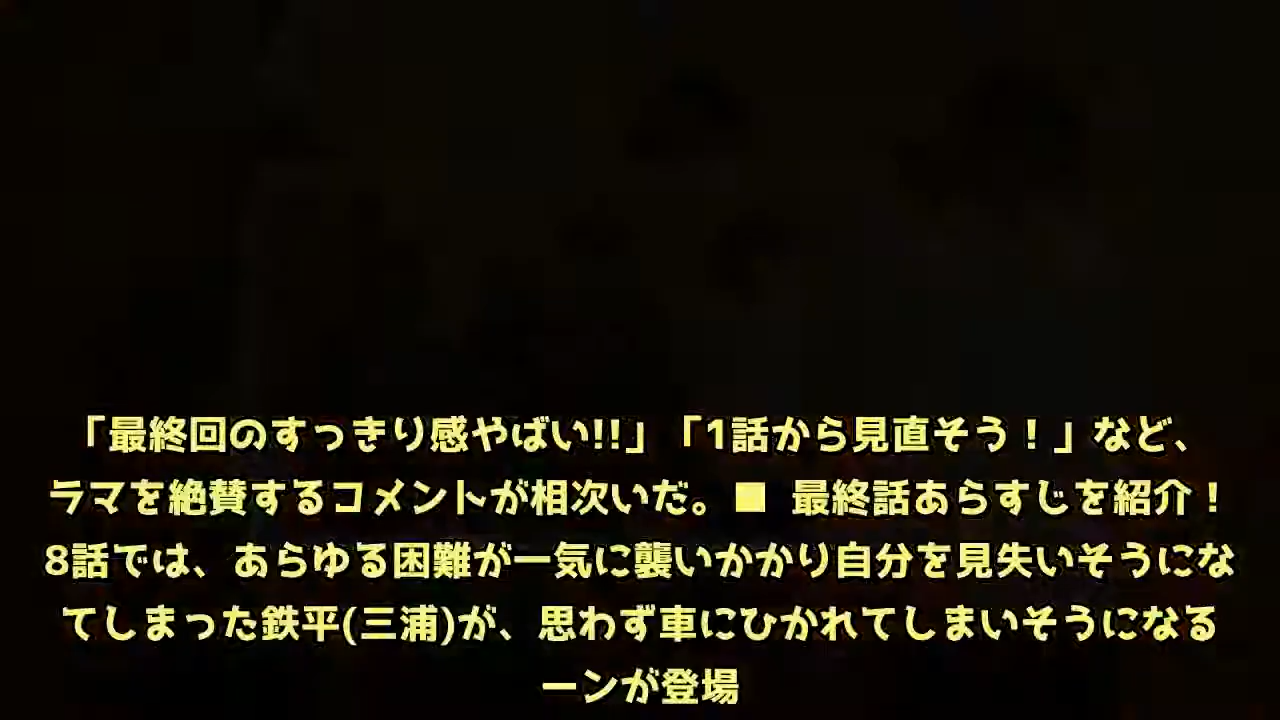 「最終回のすっきり感やばい!!」「1話から見直そう！」など、
ラマを絶賛するコメントが相次いだ。■ 最終話あらすじを紹介！
8話では、あらゆる困難が一気に襲いかかり自分を見失いそうにな
てしまった鉄平(三浦)が、思わず車にひかれてしまいそうになる
ーンが登場